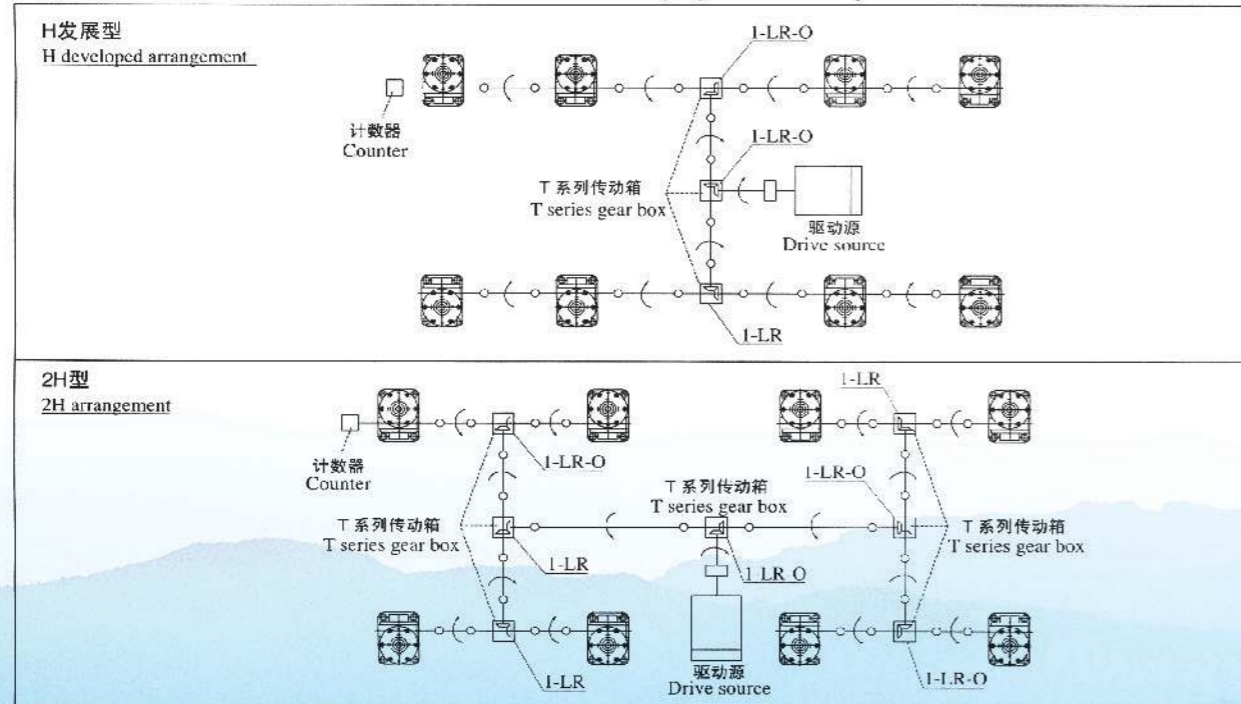 H发展型
H developed arrangement
1-LR-O
计数器
Counter
1-LR-O
T 系列传动箱
T series gear box
驱动源
Drive source
1-LR
2H型
2H arrangement
1-LR
计数器
Counter
1-LR-O
T 系列传动箱
T series gear box
1-LR-O
T 系列传动箱
T series gear box
T 系列传动箱
T series gear box
1-LR
1-LR-O
1-LR
驱动源
Drive source
1-LR-O